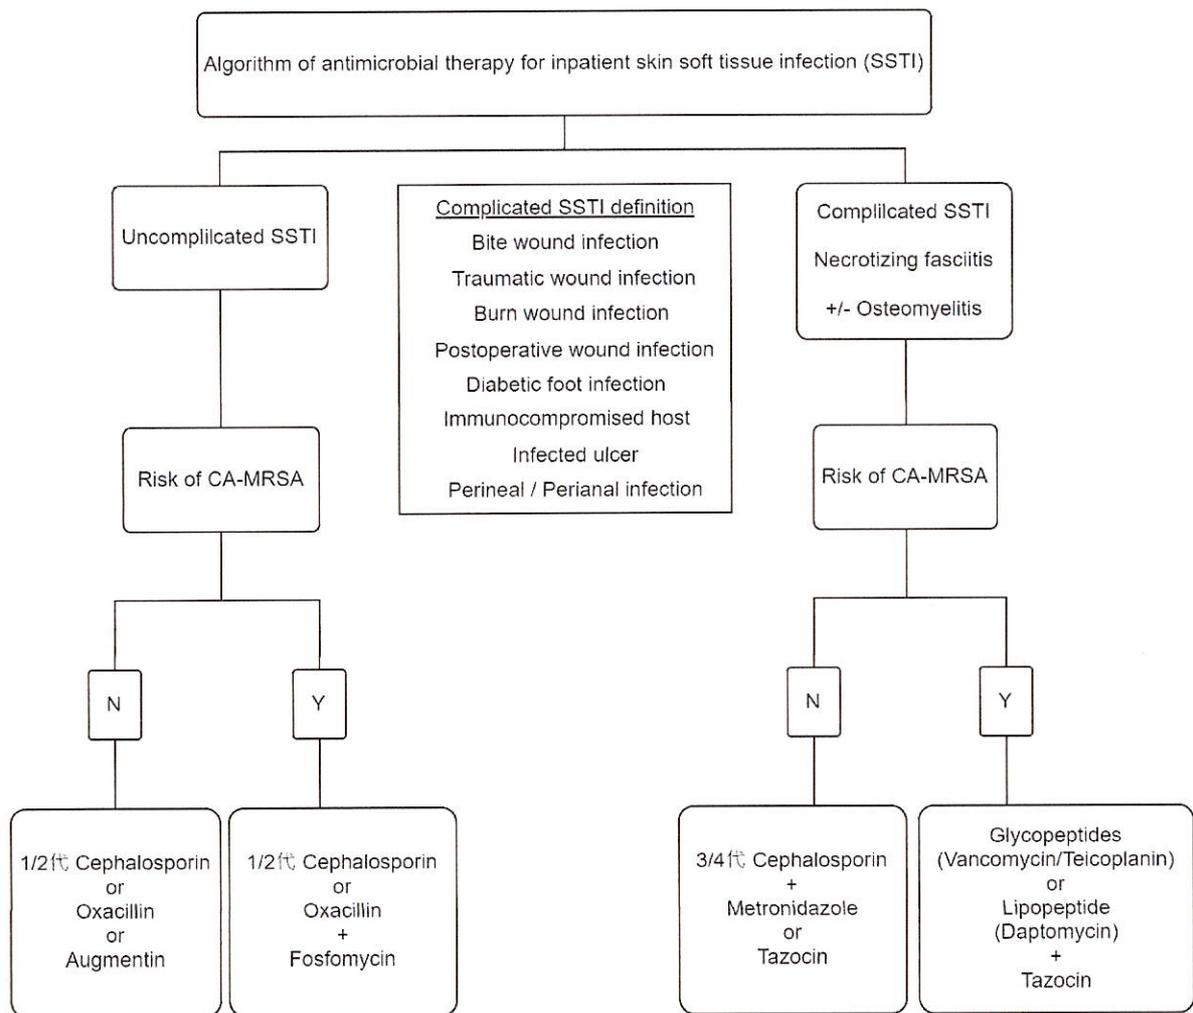 Algorithm of antimicrobial therapy for inpatient skin soft tissue infection (SSTI)
Uncomplilcated SSTI
Complicated SSTI definition
Bite wound infection
Traumatic wound infection
Burn wound infection
Postoperative wound infection
Diabetic foot infection
Immunocompromised host
Infected ulcer
Perineal / Perianal infection
Complilcated SSTI
Necrotizing fasciitis
+/- Osteomyelitis
Risk of CA-MRSA
Risk of CA-MRSA
N
Y
N
Y
1/2代 Cephalosporin
or
Oxacillin
or
Augmentin
1/2代 Cephalosporin
or
Oxacillin
+
Fosfomycin
3/4代 Cephalosporin
+
Metronidazole
or
Tazocin
Glycopeptides
(Vancomycin/Teicoplanin)
or
Lipopeptide
(Daptomycin)
+
Tazocin